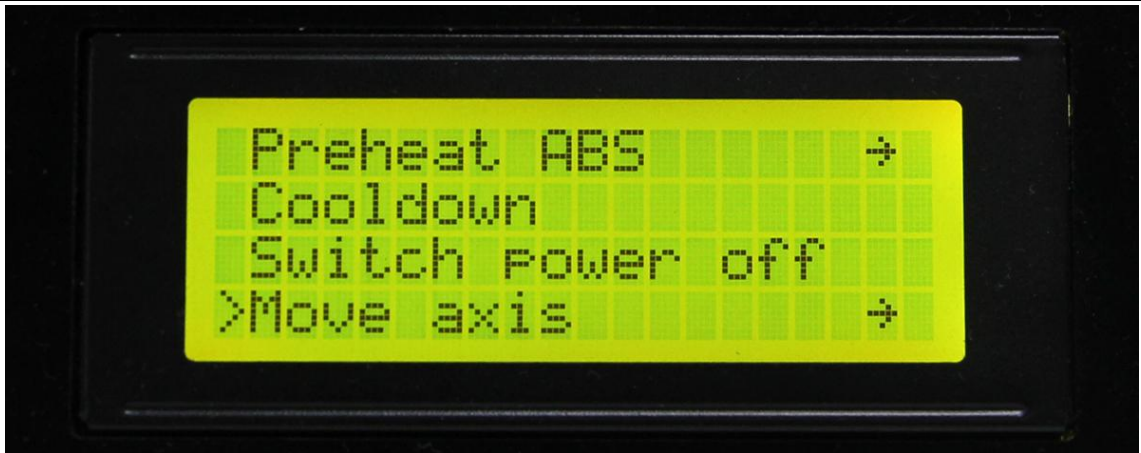 Preheat ABS →
Cooldown
Switch power off
>Move axis →